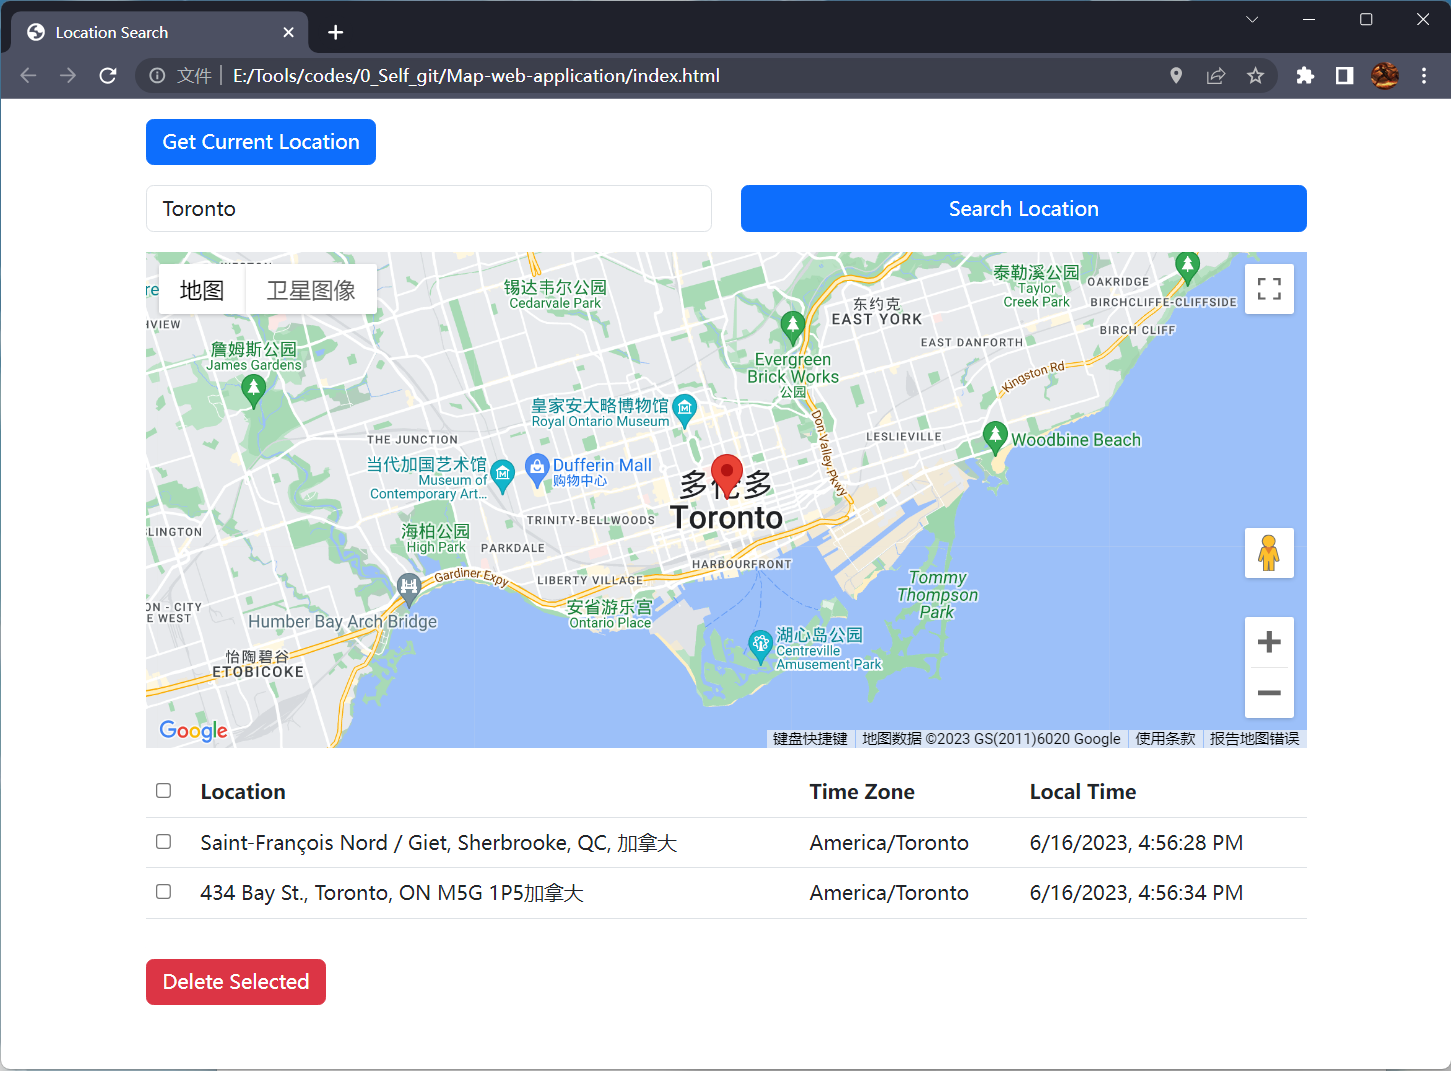 Location Search
文件 E:/Tools/codes/0_Self_git/Map-web-application/index.html
Get Current Location
Toronto
Search Location
地图 卫星图像
HVIEW
詹姆斯公园
James Gardens
锡达韦尔公园
Cedarvale Park
东约克
EAST YORK
泰勒溪公园
Taylor
Creek Park
OAKRIDGE
BIRCHCLIFFE-CLIFFSIDE
BIRCH CLIFF
EAST DANFORTH
Kingston Rd
Evergreen
Brick Works
公园
皇家安大略博物馆
Royal Ontario Museum
Don Valley Pkwy
LESLIEVILLE
Woodbine Beach
THE JUNCTION
当代加国艺术馆
Museum of
Contemporary Art...
Dufferin Mall
购物中心
多伦多
Toronto
TRINITY-BELLWOODS
SLINGTON
海柏公园
High Park
PARKDALE
HARBOURFRONT
Gardiner Expy
LIBERTY VILLAGE
Tommy
Thompson
Park
ON - CITY
E WEST
Humber Bay Arch Bridge
安省游乐宫
Ontario Place
湖心岛公园
Centreville
Amusement Park
怡陶碧谷
ETOBICOKE
Google
键盘快捷键 地图数据 ©2023 GS(2011)6020 Google 使用条款 报告地图错误
Location Time Zone Local Time
Saint-François Nord / Giet, Sherbrooke, QC, 加拿大 America/Toronto 6/16/2023, 4:56:28 PM
434 Bay St., Toronto, ON M5G 1P5加拿大 America/Toronto 6/16/2023, 4:56:34 PM
Delete Selected